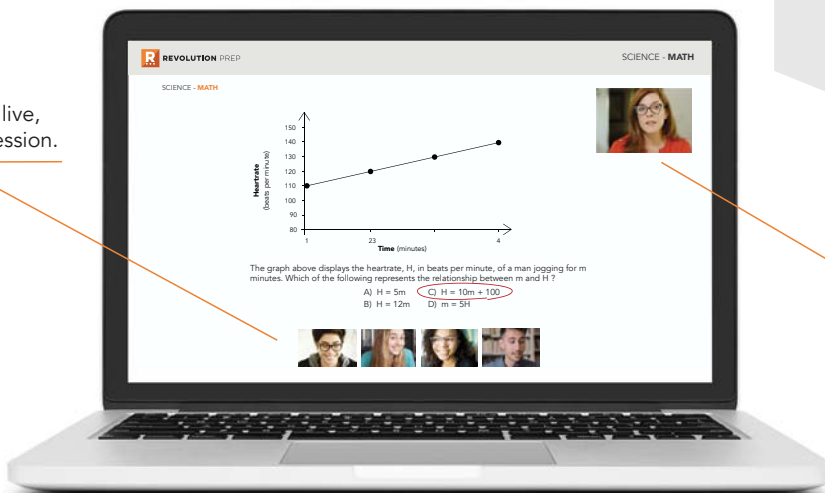 live,
ession.
R REVOLUTION PREP
SCIENCE - MATH
SCIENCE - MATH
150
140
130
120
110
100
90
80
Heartrate
(beats per minute)
1 23 4
Time (minutes)
The graph above displays the heartrate, H, in beats per minute, of a man jogging for m
minutes. Which of the following represents the relationship between m and H ?
A) H = 5m C) H = 10m + 100
B) H = 12m D) m = 5H